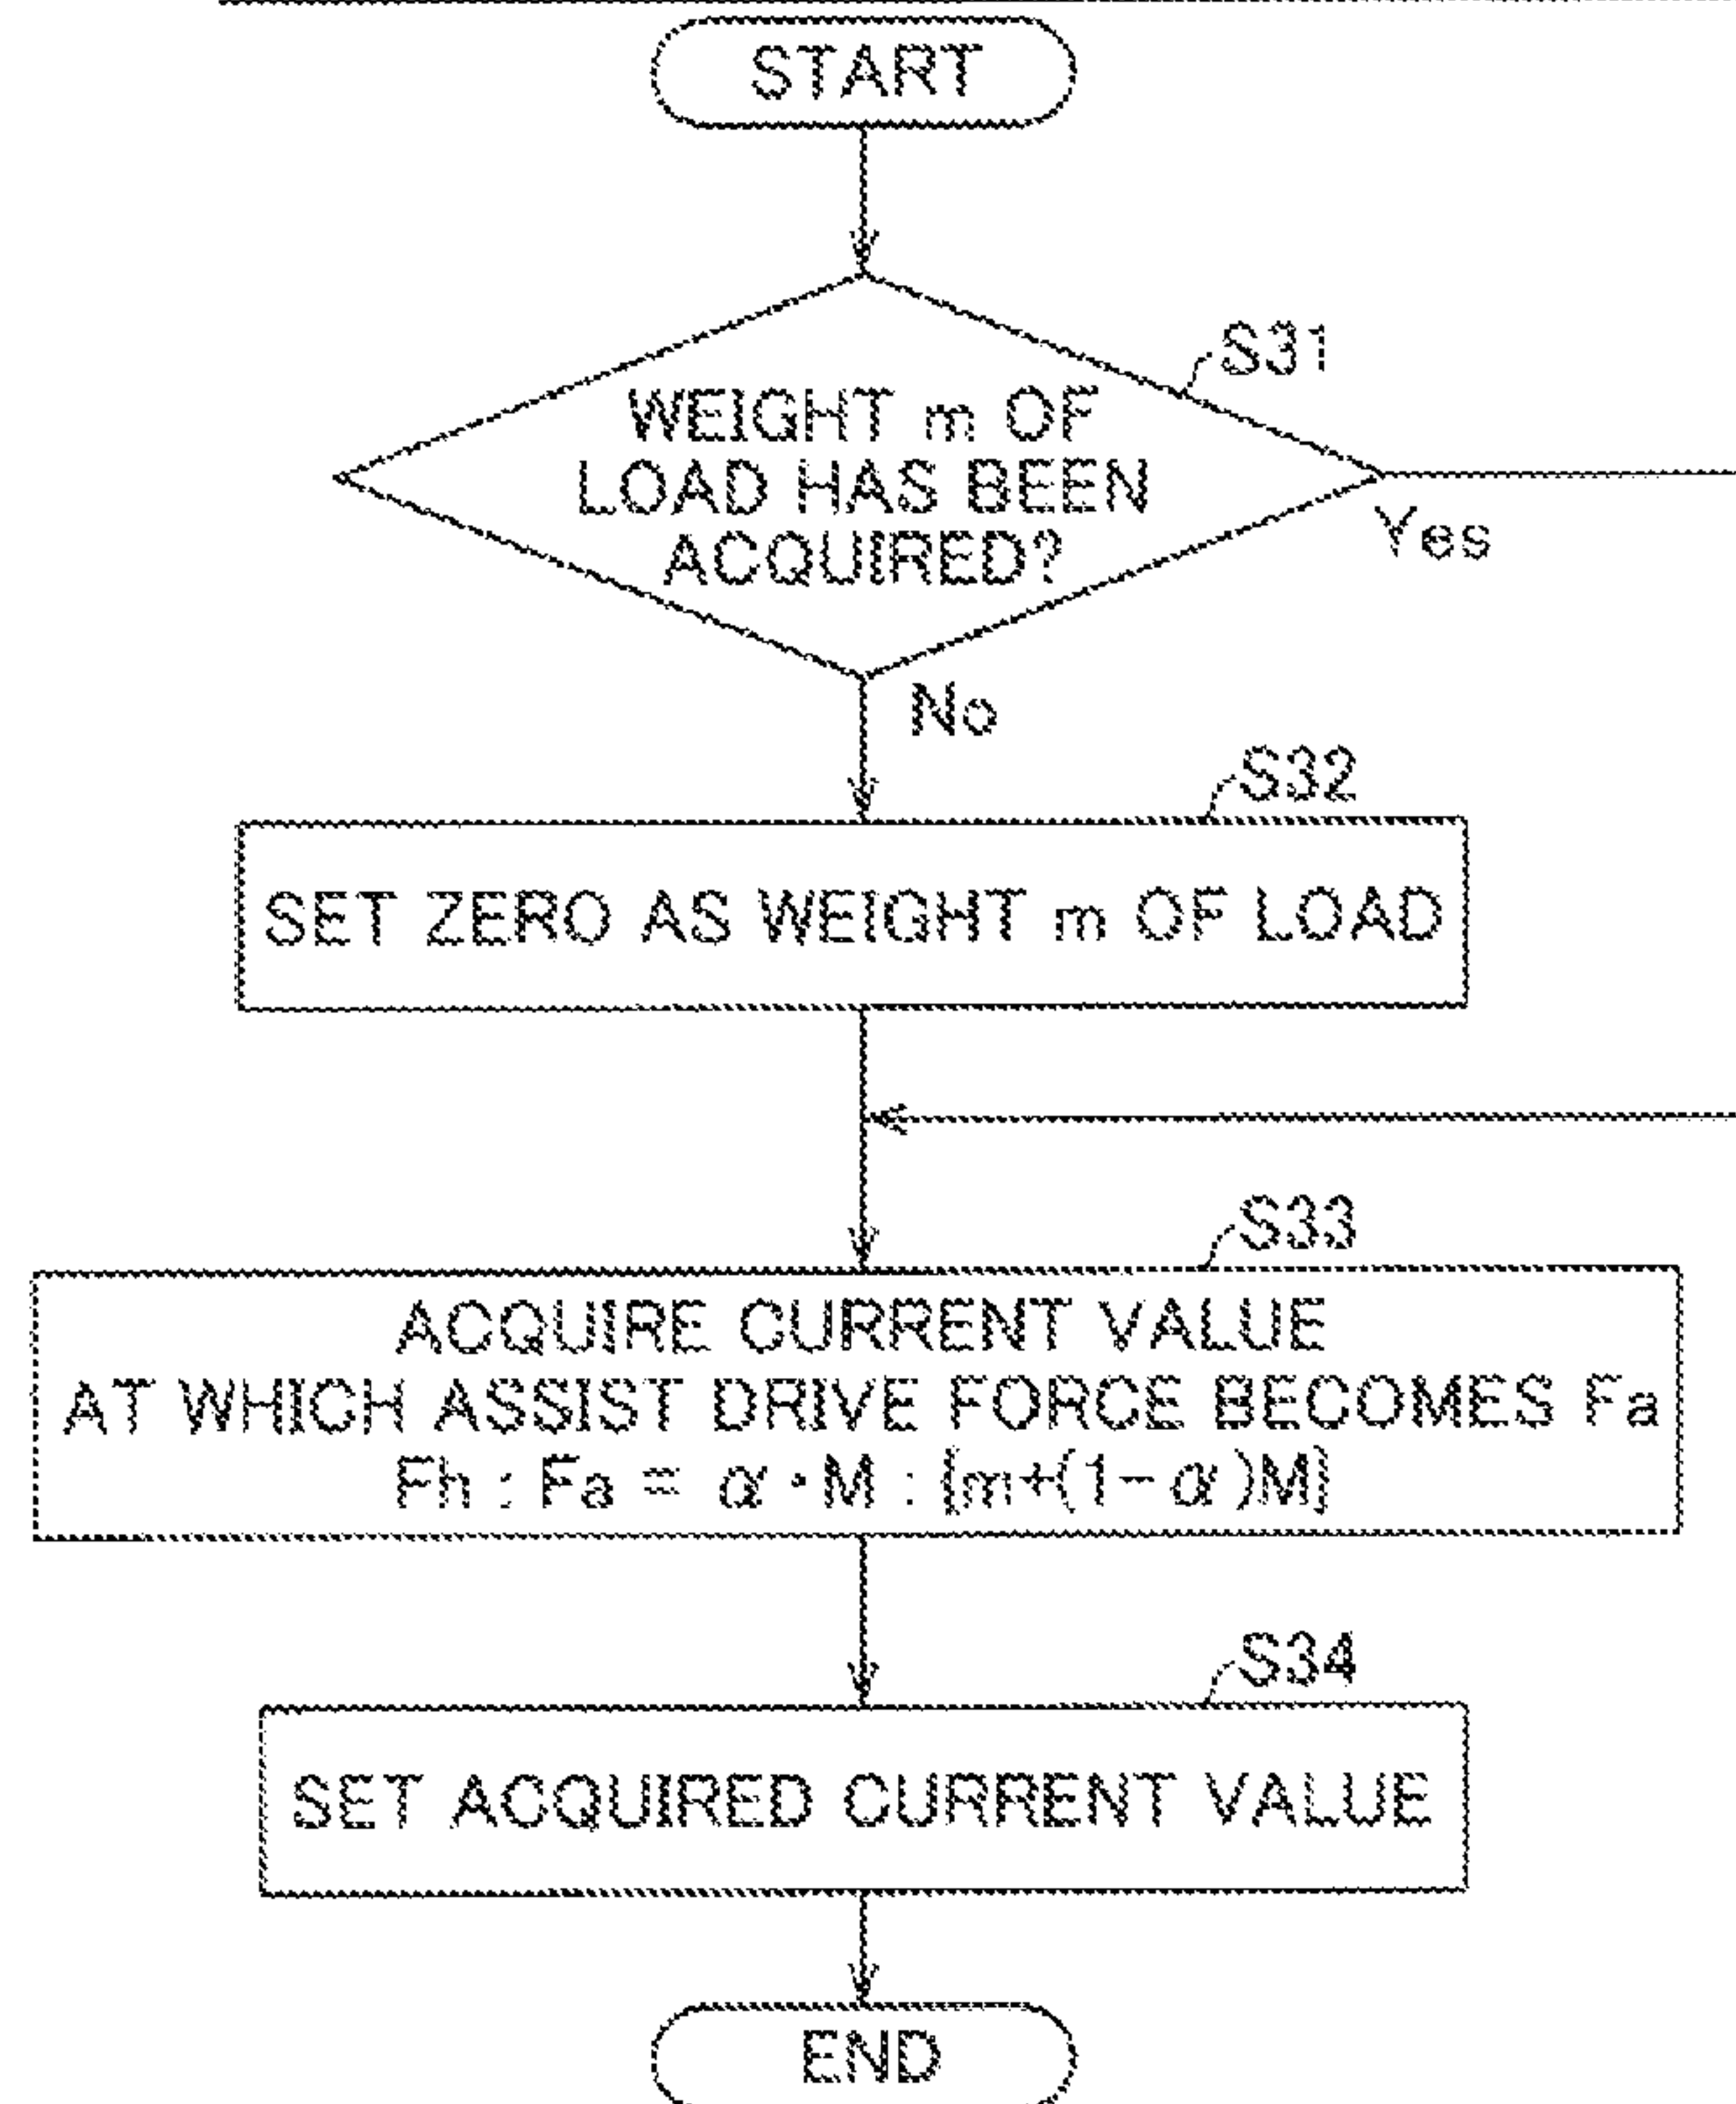 START
S31
WEIGHT m OF
LOAD HAS BEEN
ACQUIRED?
Yes
No
S32
SET ZERO AS WEIGHT m OF LOAD
S33
ACQUIRE CURRENT VALUE
AT WHICH ASSIST DRIVE FORCE BECOMES Fa
Fh : Fa = α・M : {m+(1-α)M}
S34
SET ACQUIRED CURRENT VALUE
END